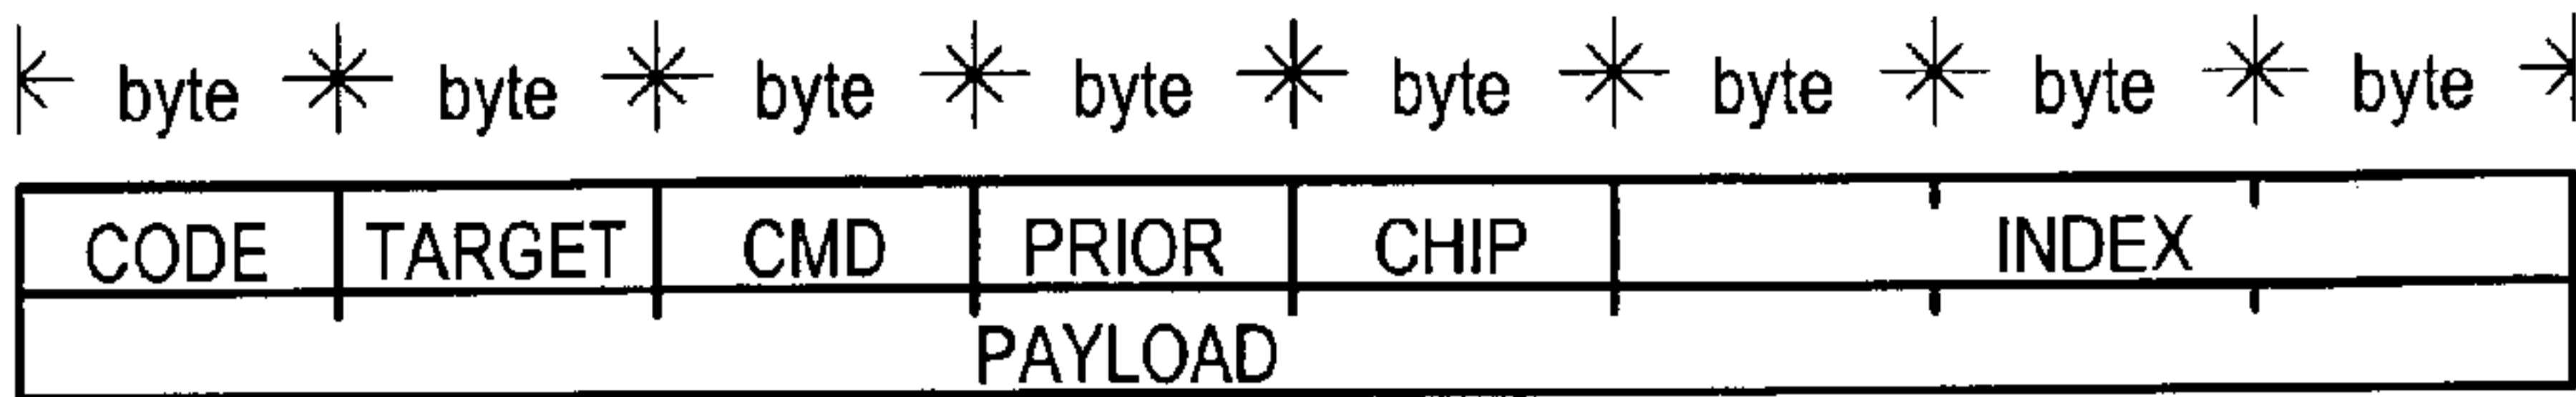 byte byte byte byte byte byte byte byte
CODE TARGET CMD PRIOR CHIP INDEX
PAYLOAD